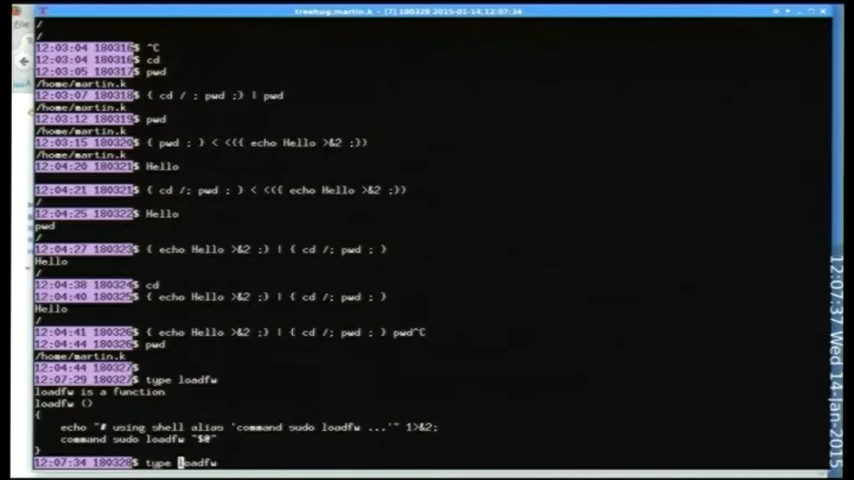 treehug:martin.k - [7] 180328 2015-01-14,12:07:34
File
/
/
12:03:04 180316$ ^C
12:03:04 180316$ cd
12:03:05 180317$ pwd
/home/martin.k
12:03:07 180318$ { cd / ; pwd ;} | pwd
/home/martin.k
12:03:12 180319$ pwd
/home/martin.k
12:03:15 180320$ { pwd ; } < <({ echo Hello >&2 ;})
/home/martin.k
12:04:20 180321$ Hello
12:04:21 180321$ { cd /; pwd ; } < <({ echo Hello >&2 ;})
/
12:04:25 180322$ Hello
pwd
/
12:04:27 180323$ { echo Hello >&2 ;} | { cd /; pwd ; }
Hello
/
12:04:38 180324$ cd
12:04:40 180325$ { echo Hello >&2 ;} | { cd /; pwd ; }
Hello
/
12:04:41 180326$ { echo Hello >&2 ;} | { cd /; pwd ; } pwd^C
12:04:44 180326$ pwd
/home/martin.k
12:04:44 180327$
12:07:29 180327$ type loadfw
loadfw is a function
loadfw ()
{
    echo "# using shell alias 'command sudo loadfw ...'" 1>&2;
    command sudo loadfw "$@"
}
12:07:34 180328$ type loadfw
12:07:37 Wed 14-Jan-2015